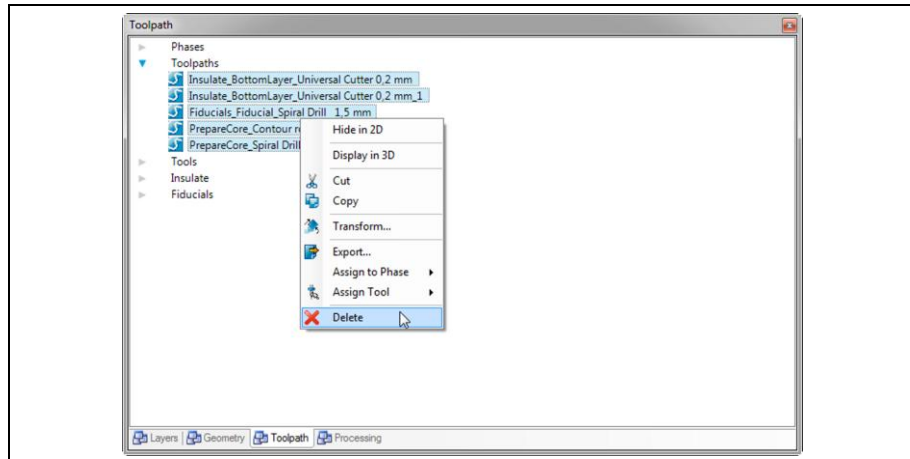 Toolpath
Phases
Toolpaths
Insulate_BottomLayer_Universal Cutter 0,2 mm
Insulate_BottomLayer_Universal Cutter 0,2 mm_1
Fiducials_Fiducial_Spiral Drill 1,5 mm
PrepareCore_Contour
PrepareCore_Spiral Drill
Tools
Insulate
Fiducials
Hide in 2D
Display in 3D
Cut
Copy
Transform...
Export...
Assign to Phase
Assign Tool
Delete
Layers Geometry Toolpath Processing